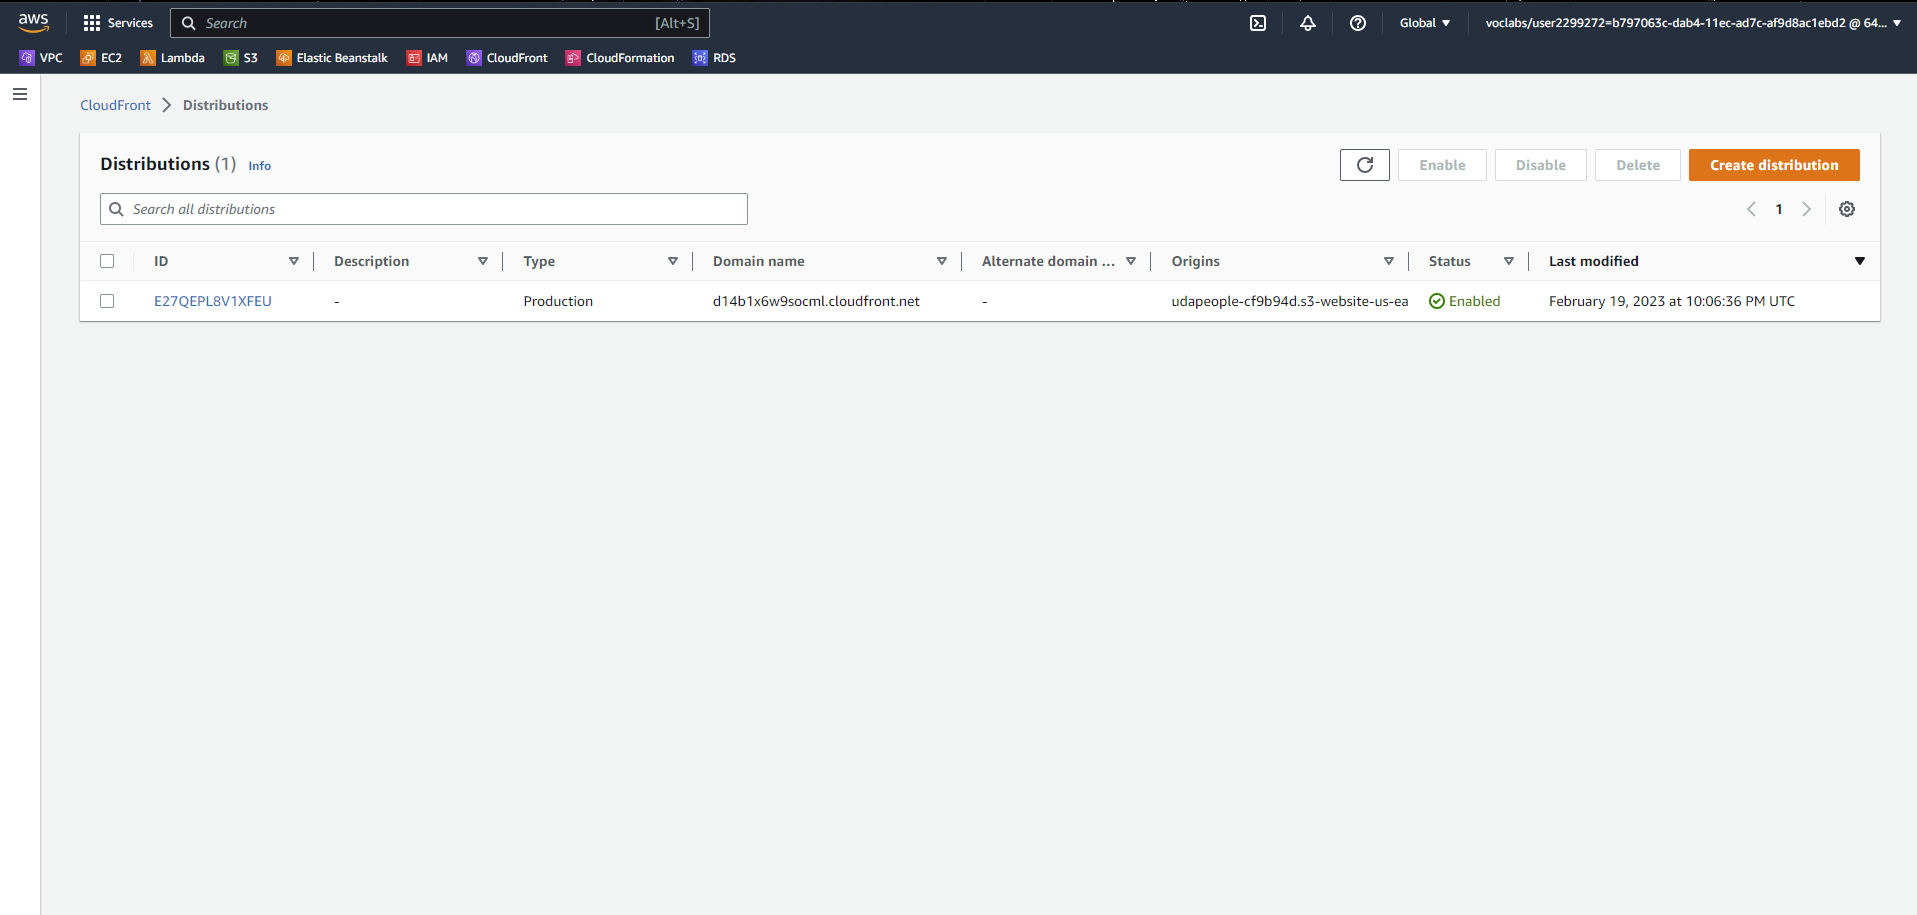 aws Services Search [Alt+S] Global voclabs/user2299272=b797063c-dab4-11ec-ad7c-af9d8ac1ebd2 @ 64...
VPC EC2 Lambda S3 Elastic Beanstalk IAM CloudFront CloudFormation RDS
CloudFront Distributions
Distributions (1) Info Enable Disable Delete Create distribution
Search all distributions 1
ID Description Type Domain name Alternate domain ... Origins Status Last modified
E27QEPL8V1XFEU - Production d14b1x6w9socml.cloudfront.net - udapeople-cf9b94d.s3-website-us-ea Enabled February 19, 2023 at 10:06:36 PM UTC